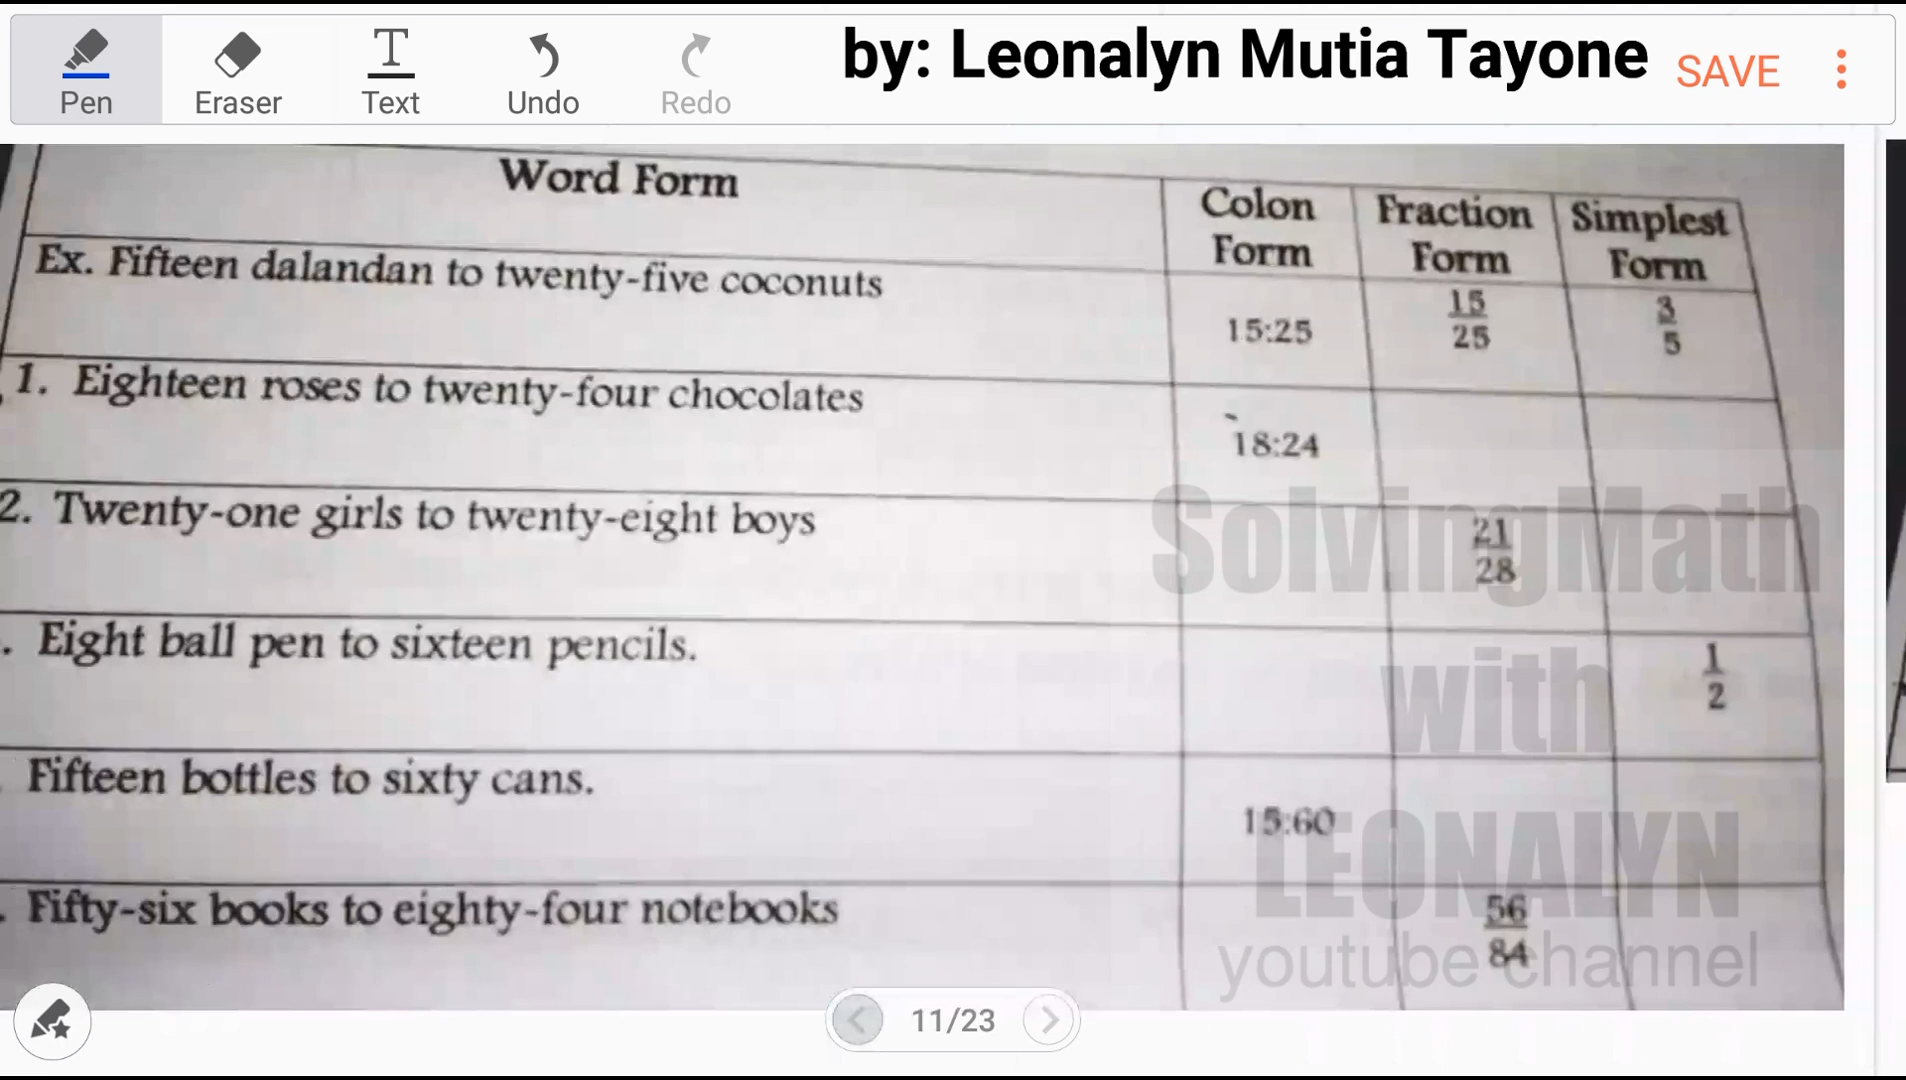 Pen
Eraser
Text
Undo
Redo
by: Leonalyn Mutia Tayone
SAVE
Word Form
Colon Form
Fraction Form
Simplest Form
Ex. Fifteen dalandan to twenty-five coconuts
15:25
15
25
3
5
1. Eighteen roses to twenty-four chocolates
18:24
2. Twenty-one girls to twenty-eight boys
21
28
. Eight ball pen to sixteen pencils.
1
2
Fifteen bottles to sixty cans.
15:60
. Fifty-six books to eighty-four notebooks
56
84
SolvingMath
with
LEONALYN
youtube channel
11/23